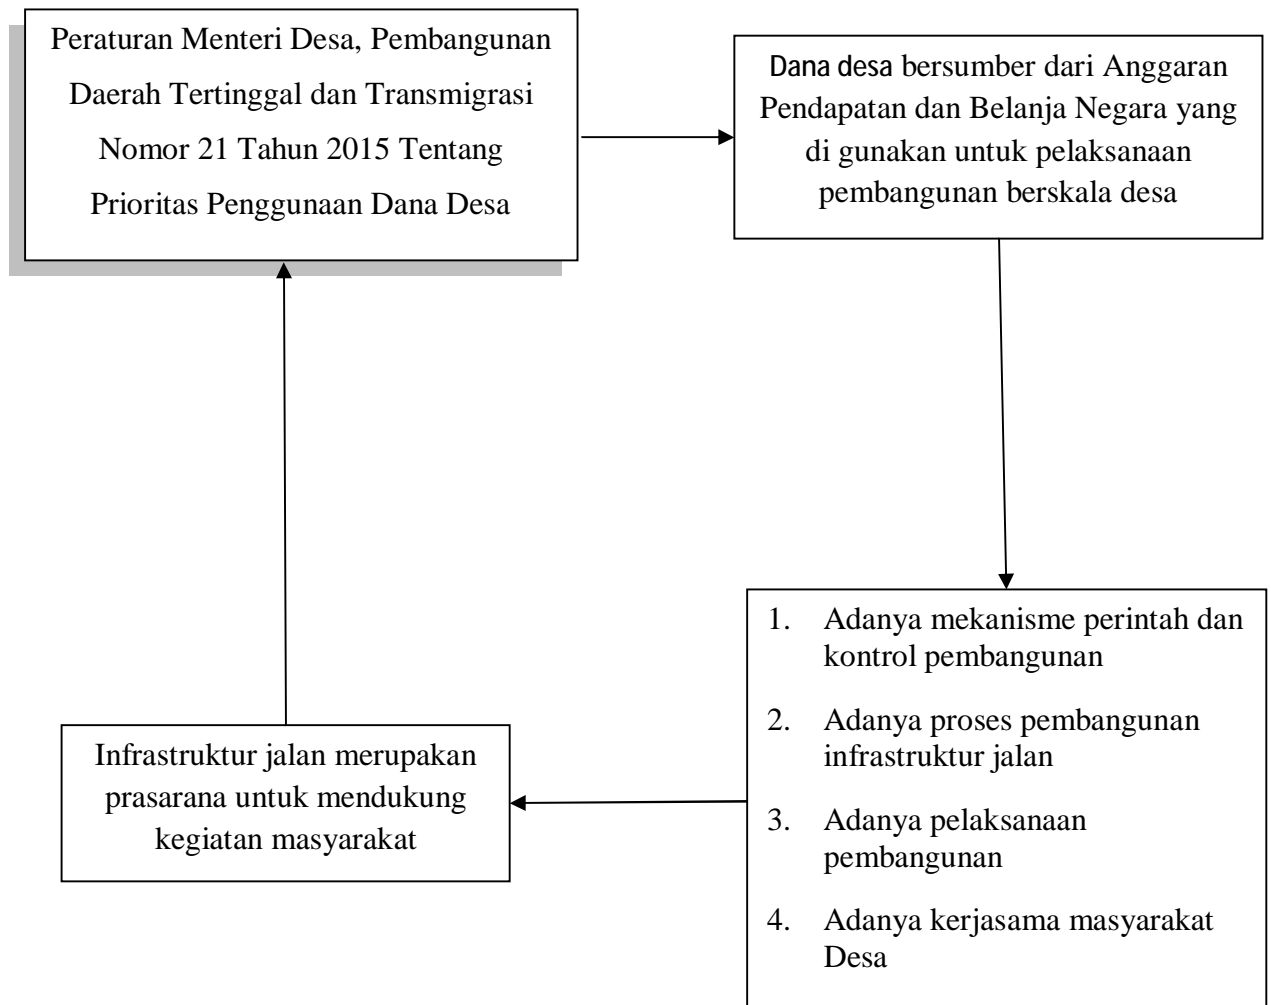 Peraturan Menteri Desa, Pembangunan
Daerah Tertinggal dan Transmigrasi
Nomor 21 Tahun 2015 Tentang
Prioritas Penggunaan Dana Desa
Dana desa bersumber dari Anggaran
Pendapatan dan Belanja Negara yang
di gunakan untuk pelaksanaan
pembangunan berskala desa
1. Adanya mekanisme perintah dan
kontrol pembangunan
2. Adanya proses pembangunan
infrastruktur jalan
3. Adanya pelaksanaan
pembangunan
4. Adanya kerjasama masyarakat
Desa
Infrastruktur jalan merupakan
prasarana untuk mendukung
kegiatan masyarakat